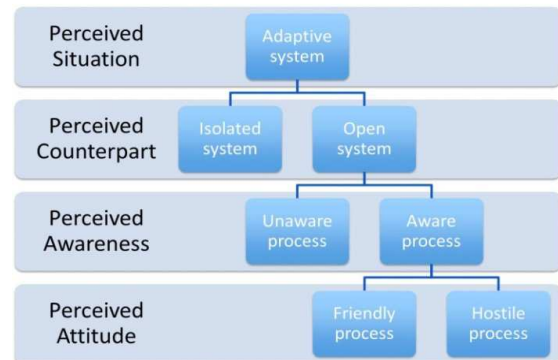 Perceived
Situation
Adaptive
system
Perceived
Counterpart
Isolated
system
Open
system
Perceived
Awareness
Unaware
process
Aware
process
Perceived
Attitude
Friendly
process
Hostile
process